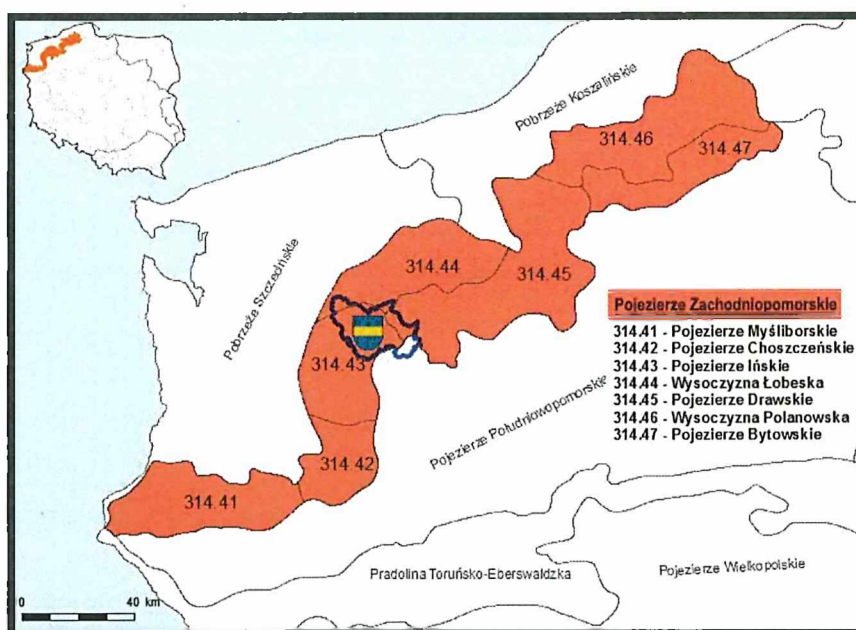 Pobrzeże Koszalińskie
314.46
314.47
314.44
314.45
Pobrzeże Szczecińskie
314.43
Pojezierze Zachodniopomorskie
314.41 - Pojezierze Myśliborskie
314.42 - Pojezierze Choszczeńskie
314.43 - Pojezierze Ińskie
314.44 - Wysoczyzna Łobeska
314.45 - Pojezierze Drawskie
314.46 - Wysoczyzna Polanowska
314.47 - Pojezierze Bytowskie
Pojezierze Południowopomorskie
314.42
314.41
Pradolina Toruńsko-Eberswaldzka
Pojezierze Wielkopolskie
0 40 km